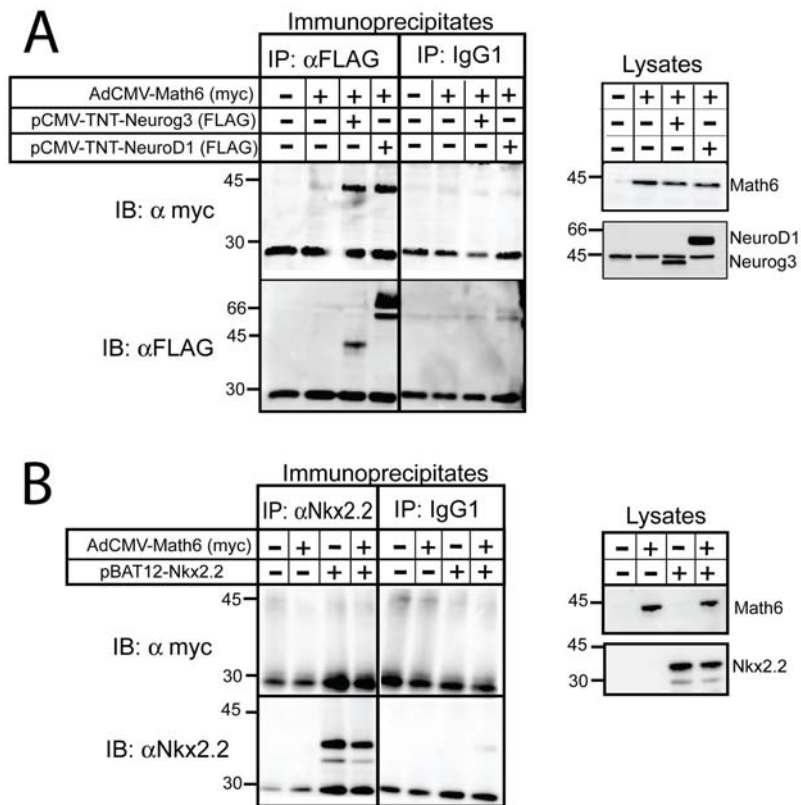 A
Immunoprecipitates
IP: αFLAG IP: IgG1
AdCMV-Math6 (myc) − + + + − + + +
pCMV-TNT-Neurog3 (FLAG) − − + − − − + −
pCMV-TNT-NeuroD1 (FLAG) − − − + − − − +
45
IB: α myc
30
66
45
IB: αFLAG
30
Lysates
− + + +
− − + −
− − − +
45 Math6
66 NeuroD1
45 Neurog3
B
Immunoprecipitates
IP: αNkx2.2 IP: IgG1
AdCMV-Math6 (myc) − + − + − + − +
pBAT12-Nkx2.2 − − + + − − + +
45
IB: α myc
30
45
IB: αNkx2.2
30
Lysates
− + − +
− − + +
45 Math6
45
Nkx2.2
30